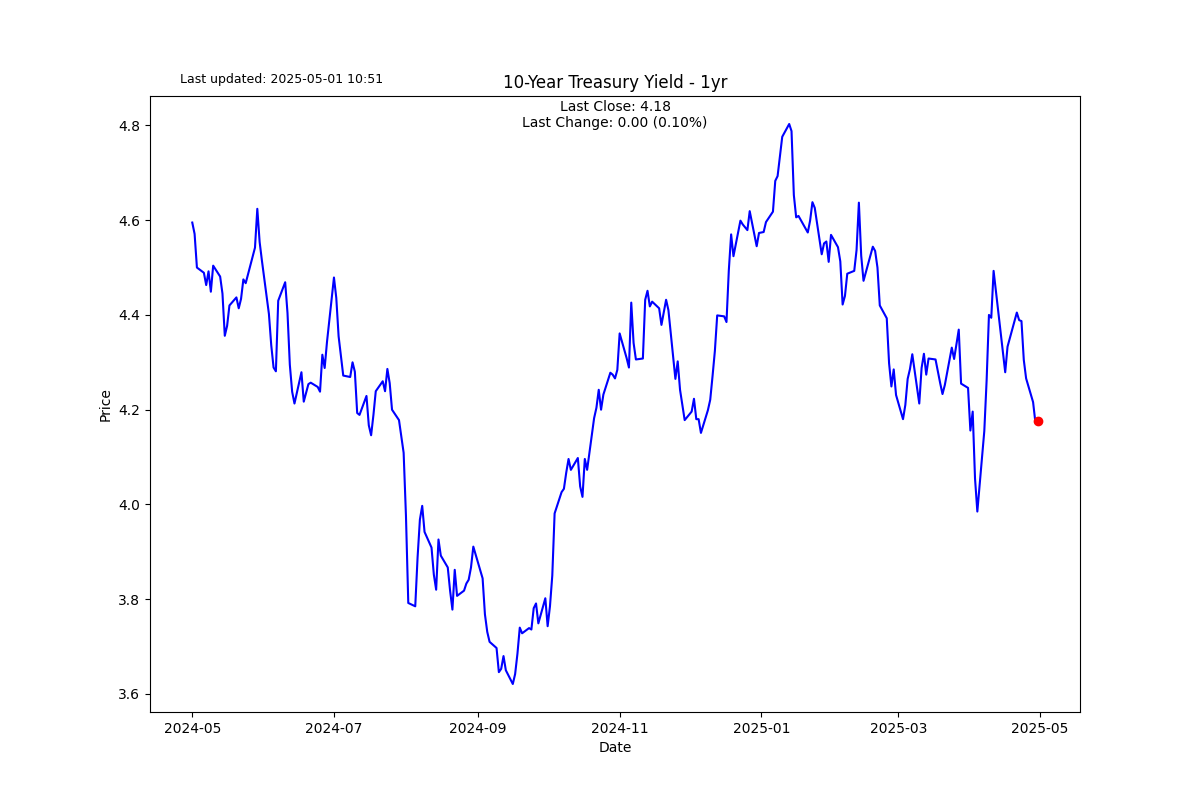 Last updated: 2025-05-01 10:51
10-Year Treasury Yield - 1yr
Last Close: 4.18
Last Change: 0.00 (0.10%)
4.8
4.6
4.4
4.2
4.0
3.8
3.6
Price
2024-05
2024-07
2024-09
2024-11
2025-01
2025-03
2025-05
Date